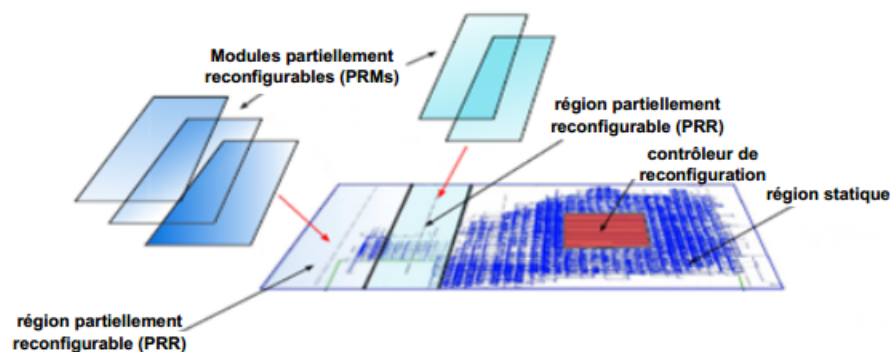 Modules partiellement
reconfigurables (PRMs)
région partiellement
reconfigurable (PRR)
contrôleur de
reconfiguration
région statique
région partiellement
reconfigurable (PRR)